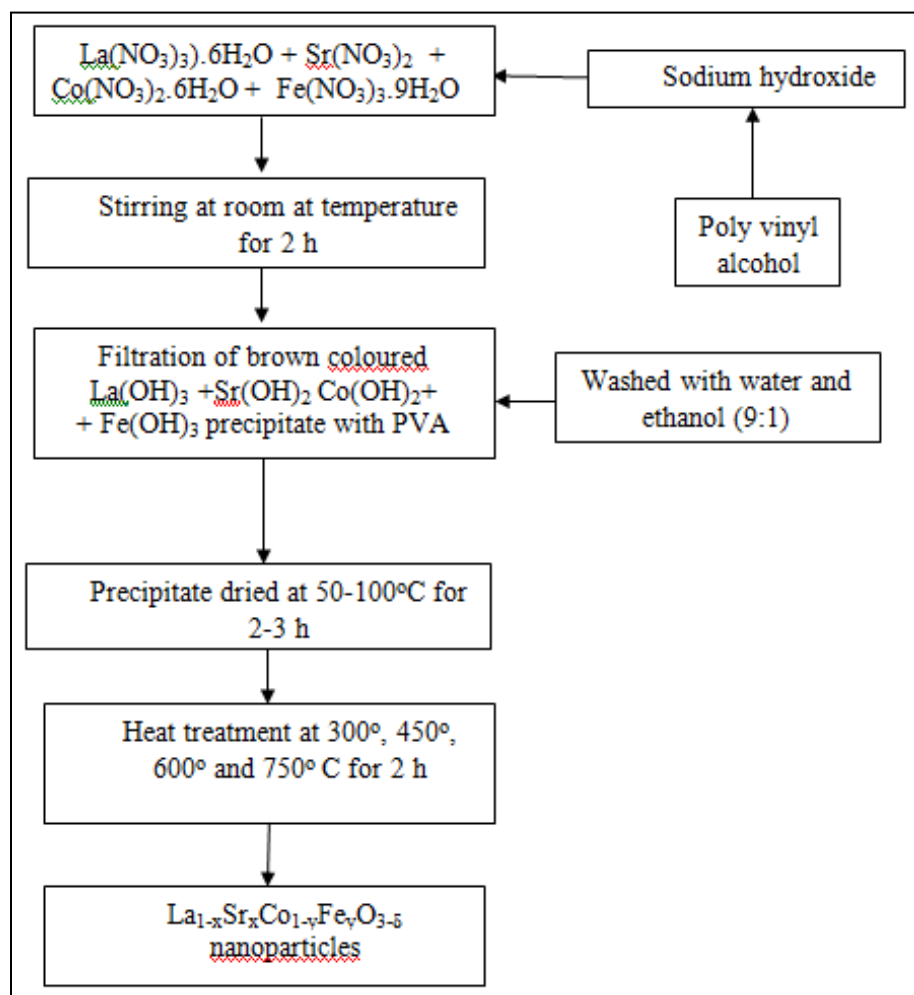 La(NO₃)₃).6H₂O + Sr(NO₃)₂ +
Co(NO₃)₂.6H₂O + Fe(NO₃)₃.9H₂O
Sodium hydroxide
Stirring at room at temperature
for 2 h
Poly vinyl
alcohol
Filtration of brown coloured
La(OH)₃ +Sr(OH)₂ Co(OH)₂+
+ Fe(OH)₃ precipitate with PVA
Washed with water and
ethanol (9:1)
Precipitate dried at 50-100ᵒC for
2-3 h
Heat treatment at 300ᵒ, 450ᵒ,
600ᵒ and 750ᵒ C for 2 h
La₁₋ₓSrₓCo₁₋ᵧFeᵧO₃₋δ
nanoparticles